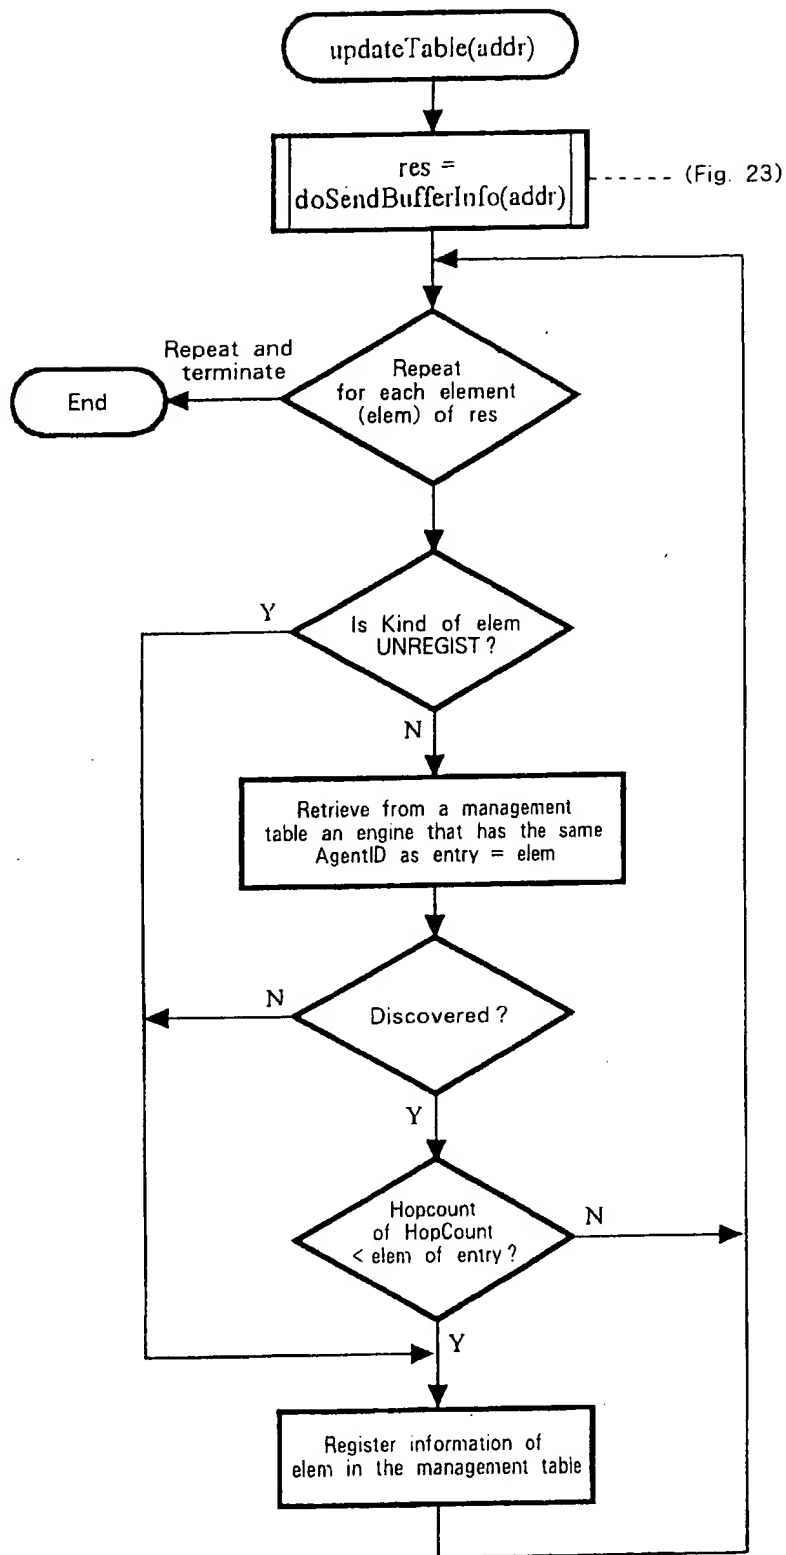 updateTable(addr)
res =
doSendBufferInfo(addr)
(Fig. 23)
Repeat and
terminate
End
Repeat
for each element
(elem) of res
Y
Is Kind of elem
UNREGIST ?
N
Retrieve from a management
table an engine that has the same
AgentID as entry = elem
N
Discovered ?
Y
Hopcount
of HopCount
< elem of entry ?
N
Y
Register information of
elem in the management table